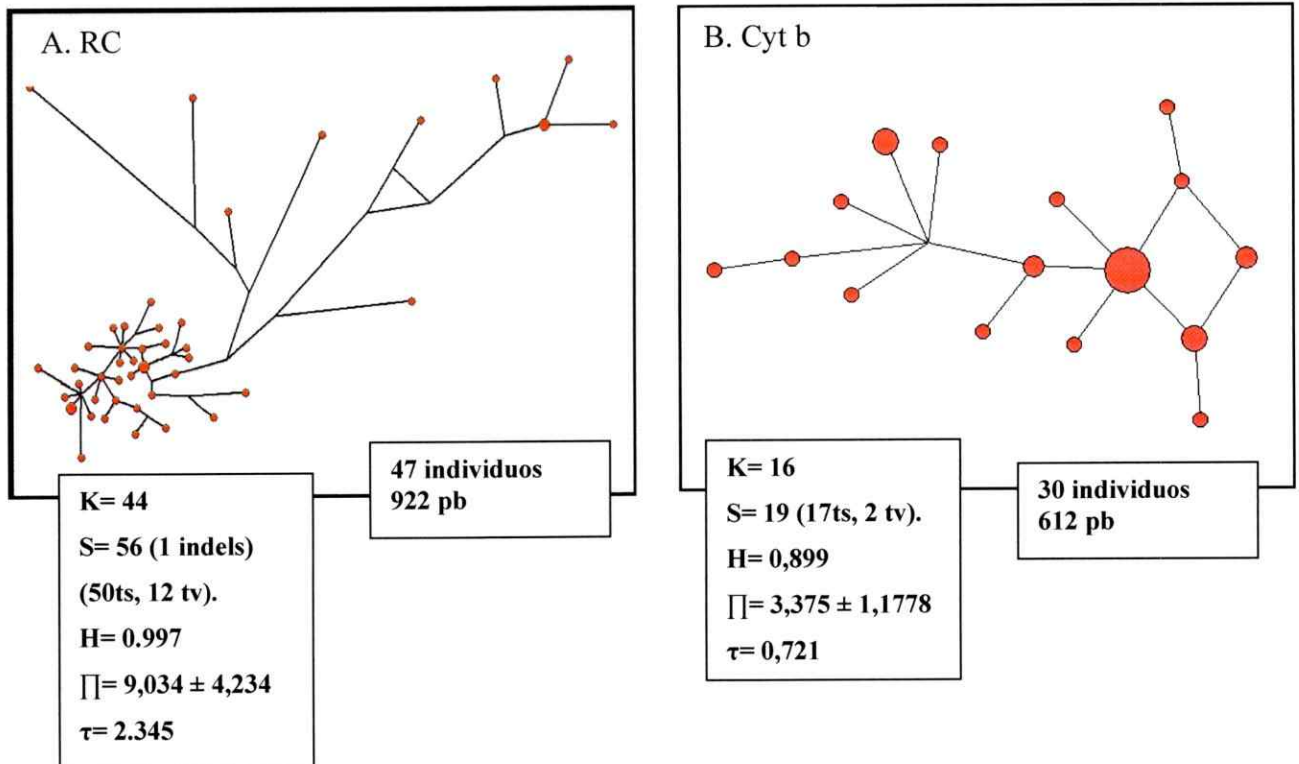 A. RC
47 individuos
922 pb
K= 44
S= 56 (1 indels)
(50ts, 12 tv).
H= 0.997
∏= 9,034 ± 4,234
τ= 2.345
B. Cyt b
30 individuos
612 pb
K= 16
S= 19 (17ts, 2 tv).
H= 0,899
∏= 3,375 ± 1,1778
τ= 0,721